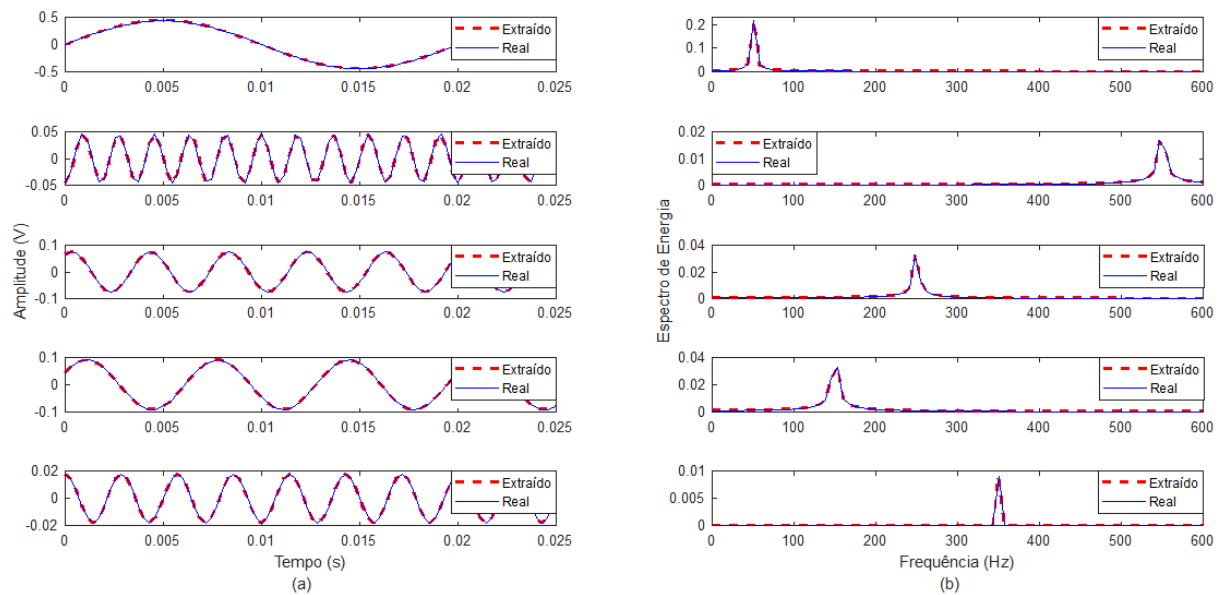 0.5
0
-0.5
0 0.005 0.01 0.015 0.02 0.025
Extraído
Real
0.05
0
-0.05
0 0.005 0.01 0.015 0.02 0.025
Extraído
Real
0.1
0
-0.1
0 0.005 0.01 0.015 0.02 0.025
Extraído
Real
0.1
0
-0.1
0 0.005 0.01 0.015 0.02 0.025
Extraído
Real
0.02
0
-0.02
0 0.005 0.01 0.015 0.02 0.025
Extraído
Real
Amplitude (V)
Tempo (s)
(a)
0.2
0.1
0
0 100 200 300 400 500 600
Extraído
Real
0.02
0.01
0
0 100 200 300 400 500 600
Extraído
Real
0.04
0.02
0
0 100 200 300 400 500 600
Extraído
Real
0.04
0.02
0
0 100 200 300 400 500 600
Extraído
Real
0.01
0.005
0
0 100 200 300 400 500 600
Extraído
Real
Espectro de Energia
Frequência (Hz)
(b)